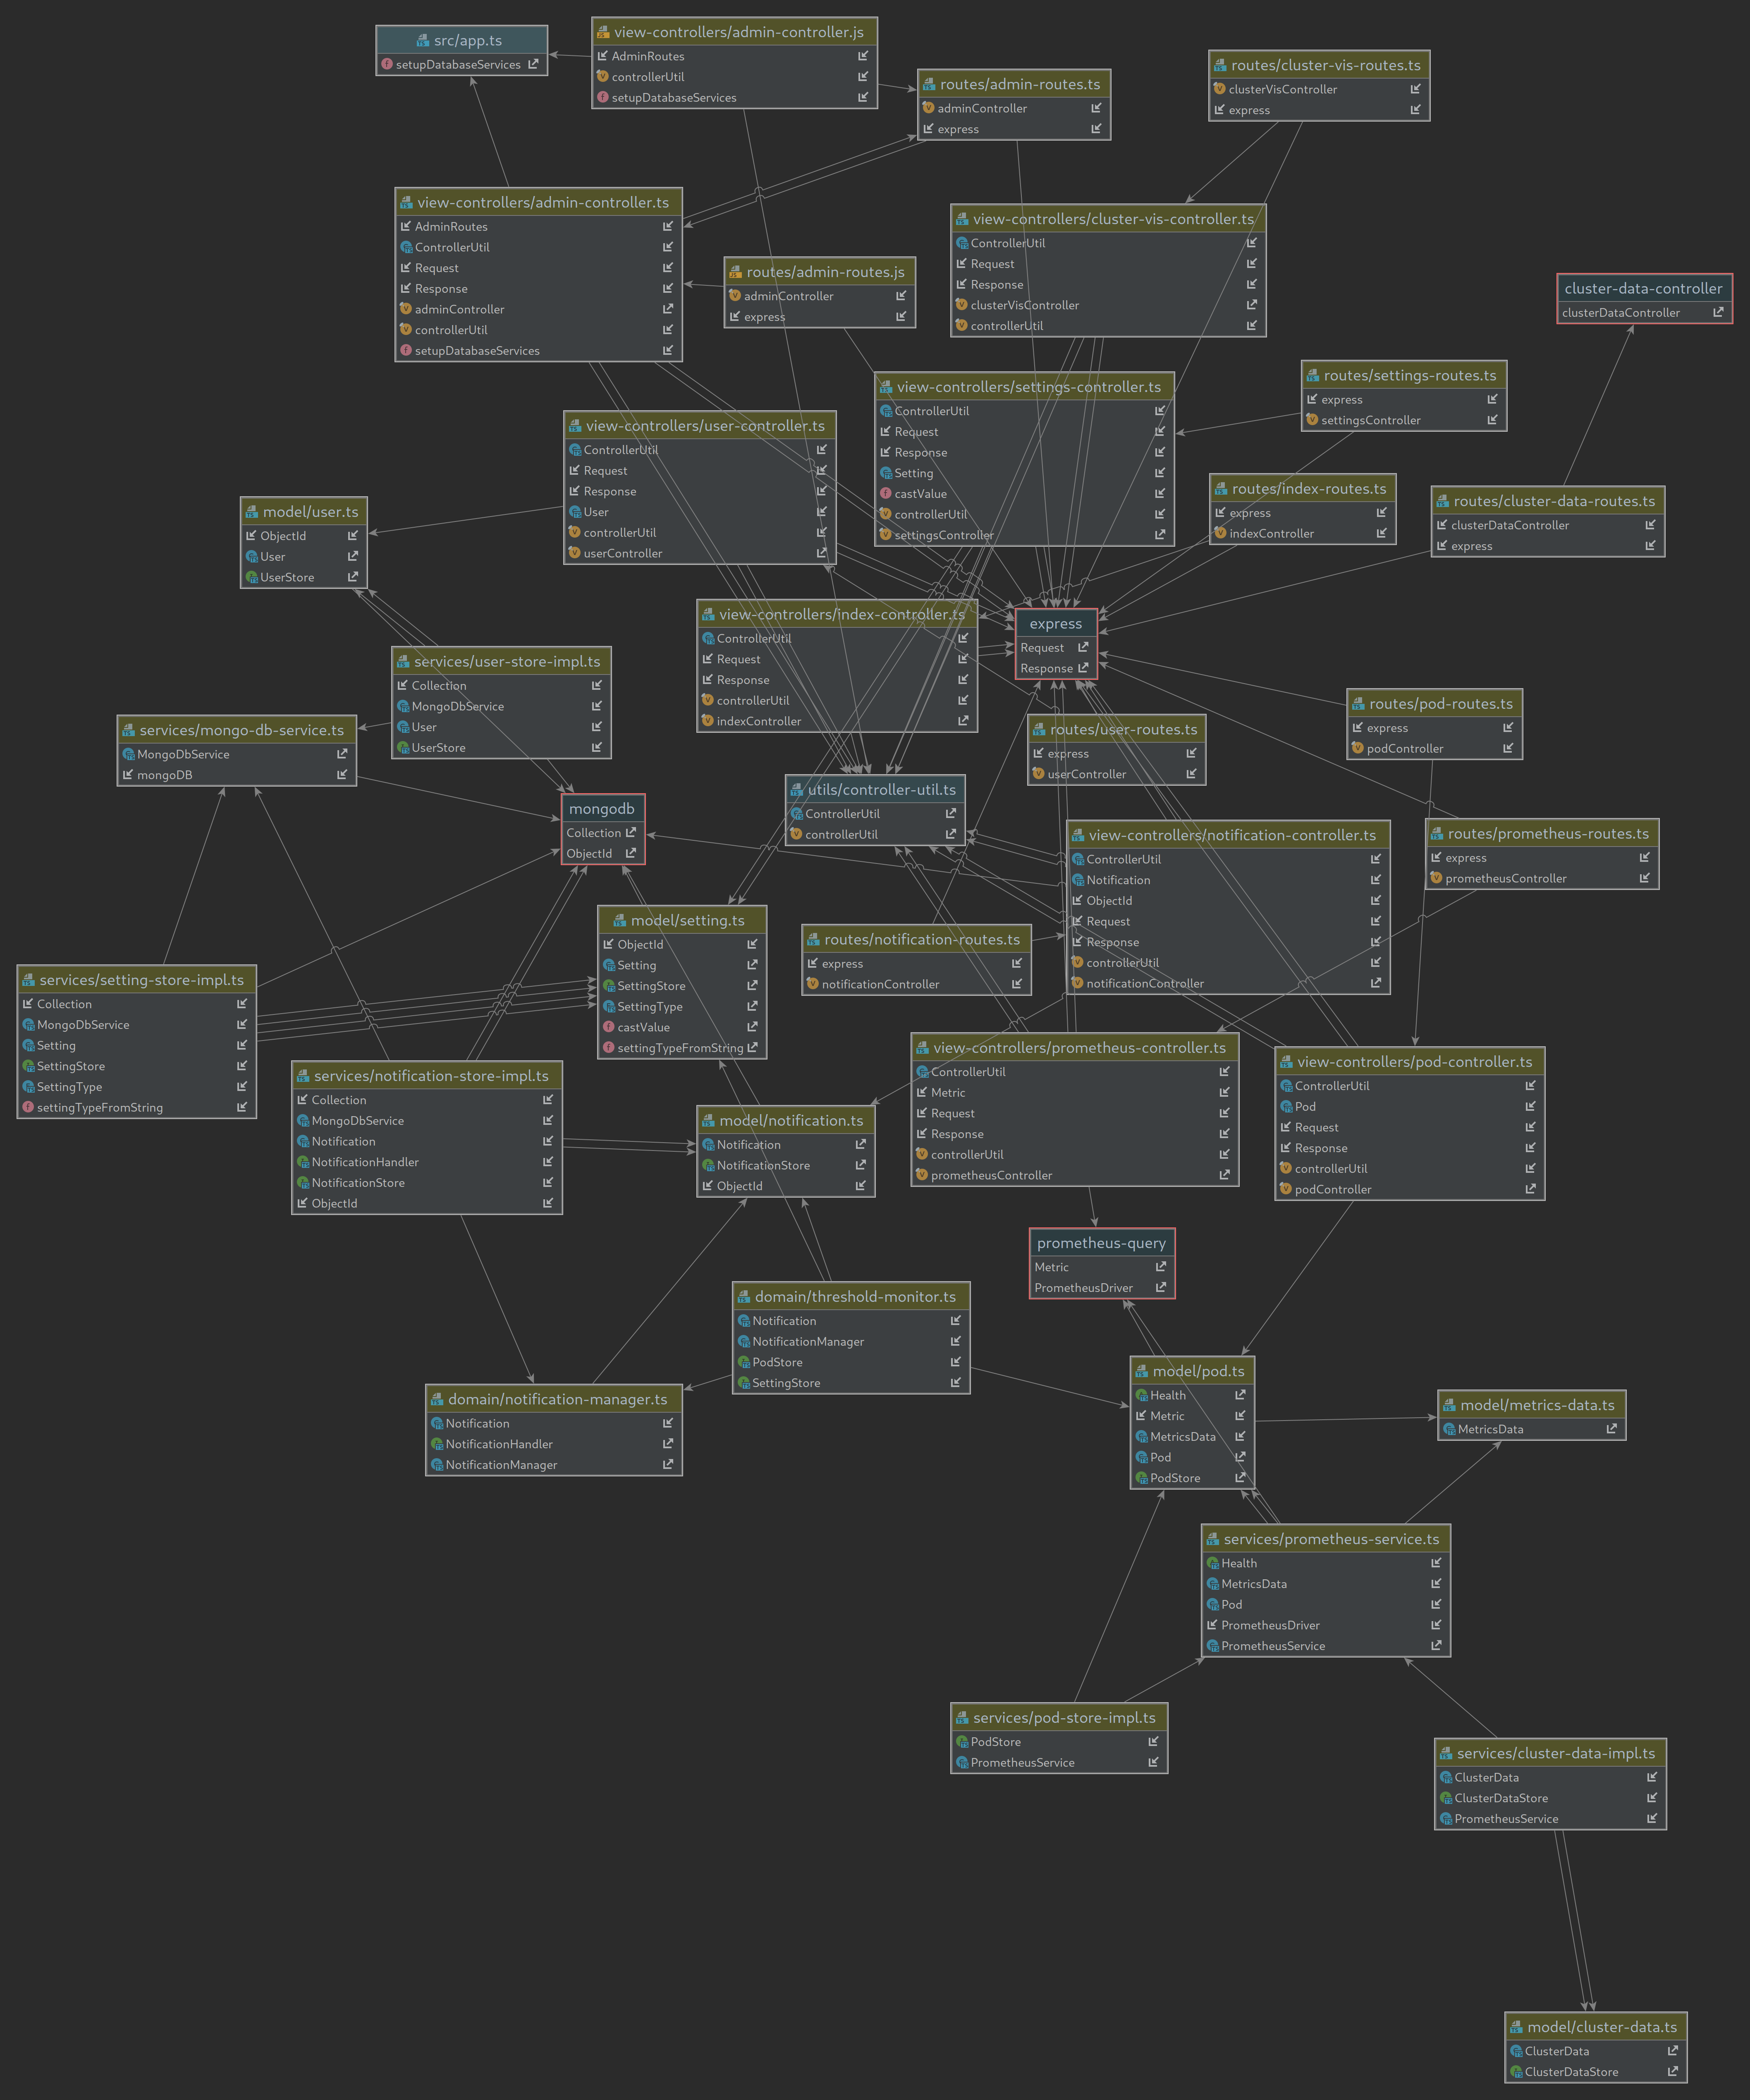 src/app.ts
setupDatabaseServices
view-controllers/admin-controller.js
AdminRoutes
controllerUtil
setupDatabaseServices
routes/admin-routes.ts
adminController
express
routes/cluster-vis-routes.ts
clusterVisController
express
view-controllers/admin-controller.ts
AdminRoutes
ControllerUtil
Request
Response
adminController
controllerUtil
setupDatabaseServices
view-controllers/cluster-vis-controller.ts
ControllerUtil
Request
Response
clusterVisController
controllerUtil
routes/admin-routes.js
adminController
express
cluster-data-controller
clusterDataController
view-controllers/settings-controller.ts
ControllerUtil
Request
Response
Setting
castValue
controllerUtil
settingsController
routes/settings-routes.ts
express
settingsController
view-controllers/user-controller.ts
ControllerUtil
Request
Response
User
controllerUtil
userController
routes/index-routes.ts
express
indexController
routes/cluster-data-routes.ts
clusterDataController
express
model/user.ts
ObjectId
User
UserStore
view-controllers/index-controller.ts
ControllerUtil
Request
Response
controllerUtil
indexController
express
Request
Response
services/user-store-impl.ts
Collection
MongoDbService
User
UserStore
routes/pod-routes.ts
express
podController
services/mongo-db-service.ts
MongoDbService
mongoDB
routes/user-routes.ts
express
userController
utils/controller-util.ts
ControllerUtil
controllerUtil
mongodb
Collection
ObjectId
view-controllers/notification-controller.ts
ControllerUtil
Notification
ObjectId
Request
Response
controllerUtil
notificationController
routes/prometheus-routes.ts
express
prometheusController
model/setting.ts
ObjectId
Setting
SettingStore
SettingType
castValue
settingTypeFromString
routes/notification-routes.ts
express
notificationController
services/setting-store-impl.ts
Collection
MongoDbService
Setting
SettingStore
SettingType
settingTypeFromString
view-controllers/prometheus-controller.ts
ControllerUtil
Metric
Request
Response
controllerUtil
prometheusController
view-controllers/pod-controller.ts
ControllerUtil
Pod
Request
Response
controllerUtil
podController
services/notification-store-impl.ts
Collection
MongoDbService
Notification
NotificationHandler
NotificationStore
ObjectId
model/notification.ts
Notification
NotificationStore
ObjectId
prometheus-query
Metric
PrometheusDriver
domain/threshold-monitor.ts
Notification
NotificationManager
PodStore
SettingStore
model/pod.ts
Health
Metric
MetricsData
Pod
PodStore
domain/notification-manager.ts
Notification
NotificationHandler
NotificationManager
model/metrics-data.ts
MetricsData
services/prometheus-service.ts
Health
MetricsData
Pod
PrometheusDriver
PrometheusService
services/pod-store-impl.ts
PodStore
PrometheusService
services/cluster-data-impl.ts
ClusterData
ClusterDataStore
PrometheusService
model/cluster-data.ts
ClusterData
ClusterDataStore